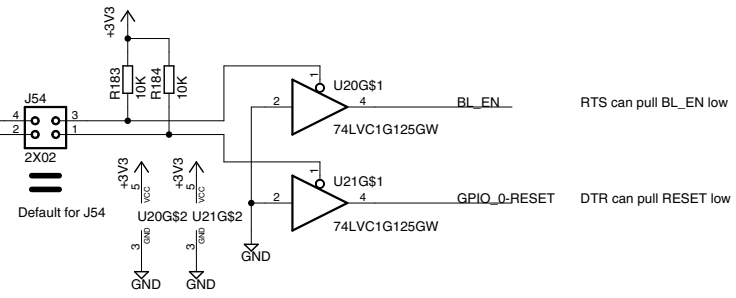 +3V3
R183
10K
R184
10K
J54
4
3
2
1
2X02
Default for J54
1
U20G$1
2
4
BL_EN
RTS can pull BL_EN low
74LVC1G125GW
1
U21G$1
2
4
GPIO_0-RESET
DTR can pull RESET low
74LVC1G125GW
+3V3
5
VCC
+3V3
5
VCC
U20G$2
U21G$2
3
GND
3
GND
GND
GND
GND